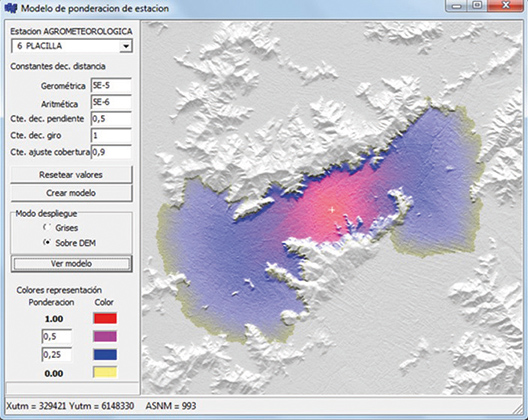 Modelo de ponderacion de estacion
Estacion AGROMETEOROLOGICA
6 PLACILLA
Constantes dec. distancia
Gerométrica 5E-5
Aritmética 5E-6
Cte. dec. pendiente 0,5
Cte. dec. giro 1
Cte. ajuste cobertura 0,9
Resetear valores
Crear modelo
Modo despliegue
Grises
Sobre DEM
Ver modelo
Colores representación
Ponderacion Color
1.00
0,5
0,25
0.00
Xutm = 329421 Yutm = 6148330 ASNM = 993